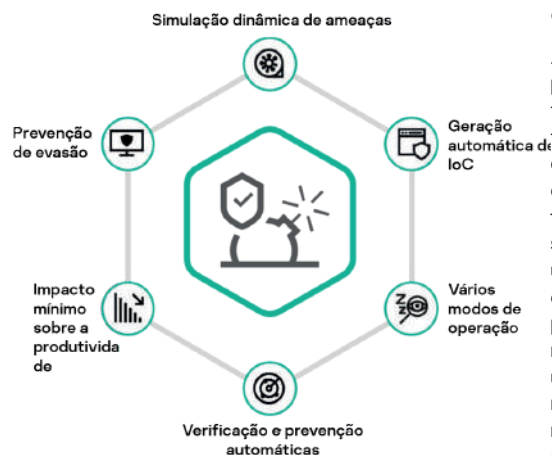 Simulação dinâmica de ameaças
Prevenção
de evasão
Geração
automática de
IoC
Impacto
mínimo
sobre a
produtivida
de
Vários
modos de
operação
Verificação e prevenção
automáticas